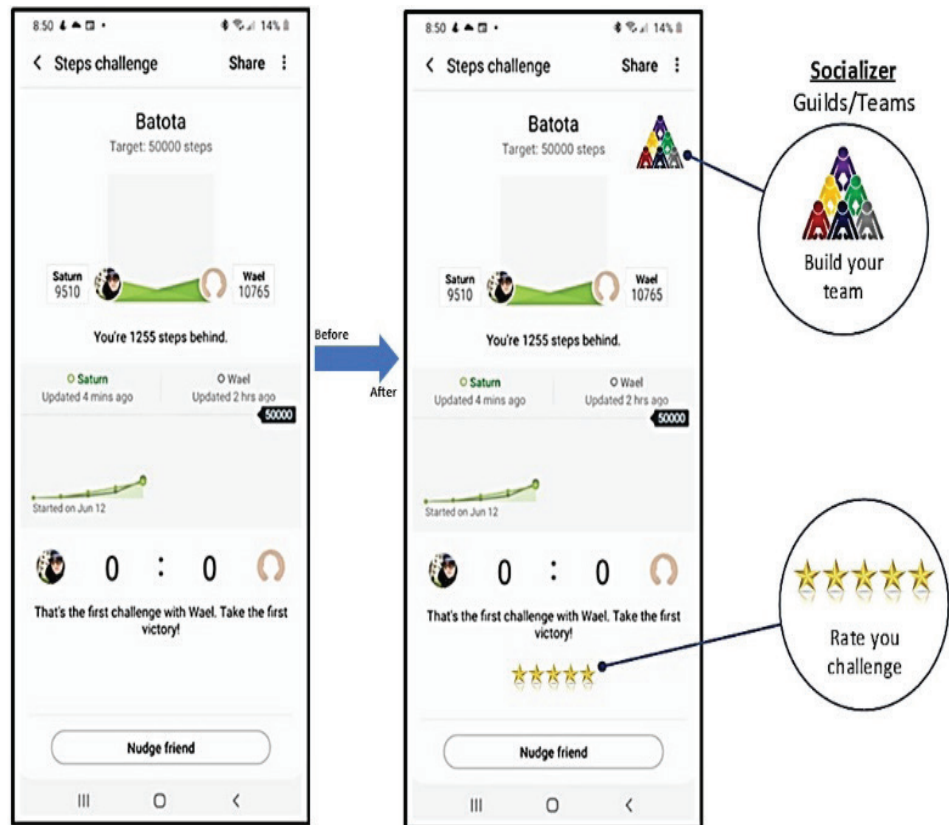 8:50
14%
Steps challenge Share
Batota
Target: 50000 steps
Saturn
9510
Wael
10765
You're 1255 steps behind.
Saturn
Updated 4 mins ago
Wael
Updated 2 hrs ago
50000
Started on Jun 12
0 : 0
That's the first challenge with Wael. Take the first
victory!
Nudge friend
Before
After
8:50
14%
Steps challenge Share
Batota
Target: 50000 steps
Saturn
9510
Wael
10765
You're 1255 steps behind.
Saturn
Updated 4 mins ago
Wael
Updated 2 hrs ago
50000
Started on Jun 12
0 : 0
That's the first challenge with Wael. Take the first
victory!
Nudge friend
Socializer
Guilds/Teams
Build your
team
Rate you
challenge